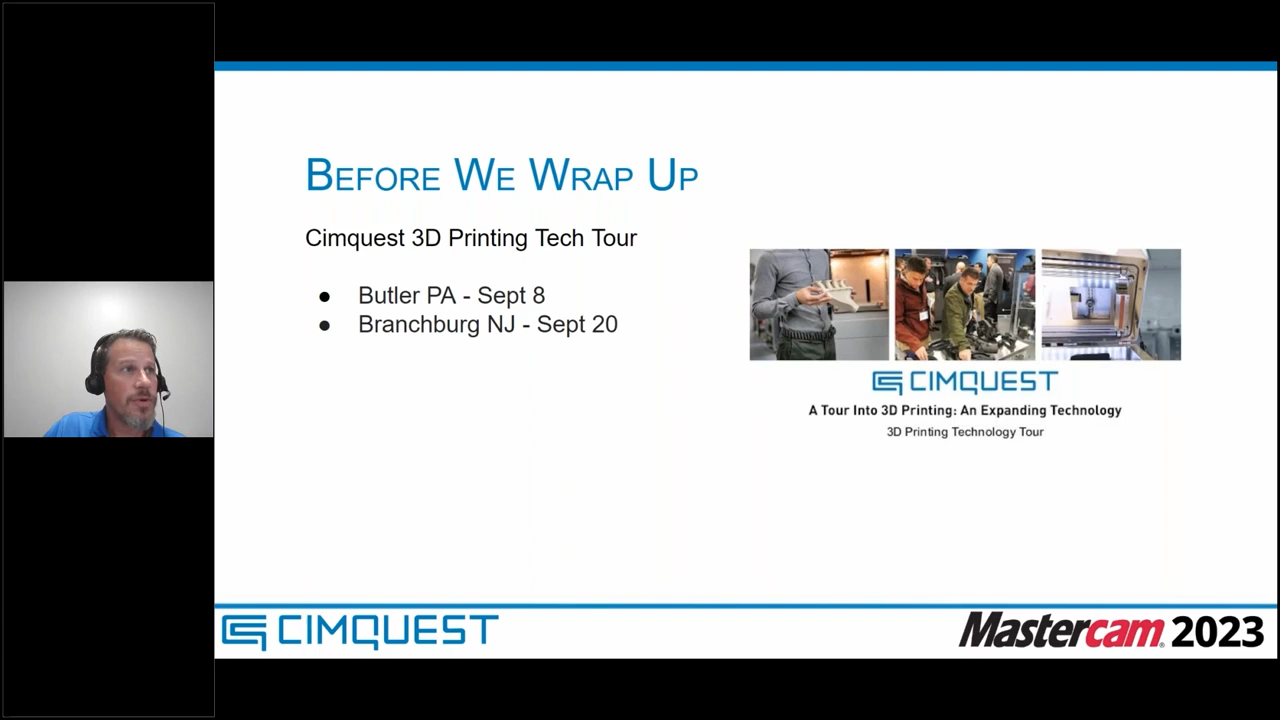 BEFORE WE WRAP UP
Cimquest 3D Printing Tech Tour
● Butler PA - Sept 8
● Branchburg NJ - Sept 20
CIMQUEST
A Tour Into 3D Printing: An Expanding Technology
3D Printing Technology Tour
CIMQUEST
Mastercam® 2023